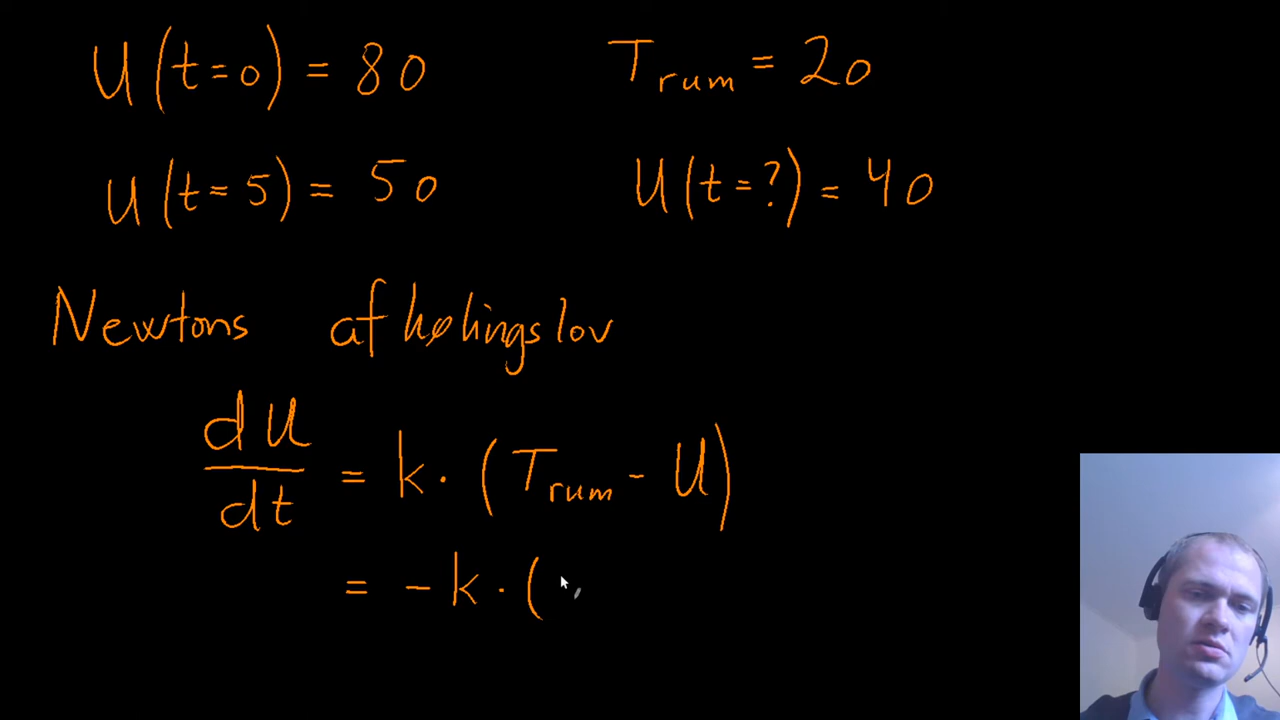 U(t=0) = 80
T_rum = 20
U(t=5) = 50
U(t=?) = 40
Newtons afkølingslov
dU/dt = k · (T_rum - U)
= -k · (